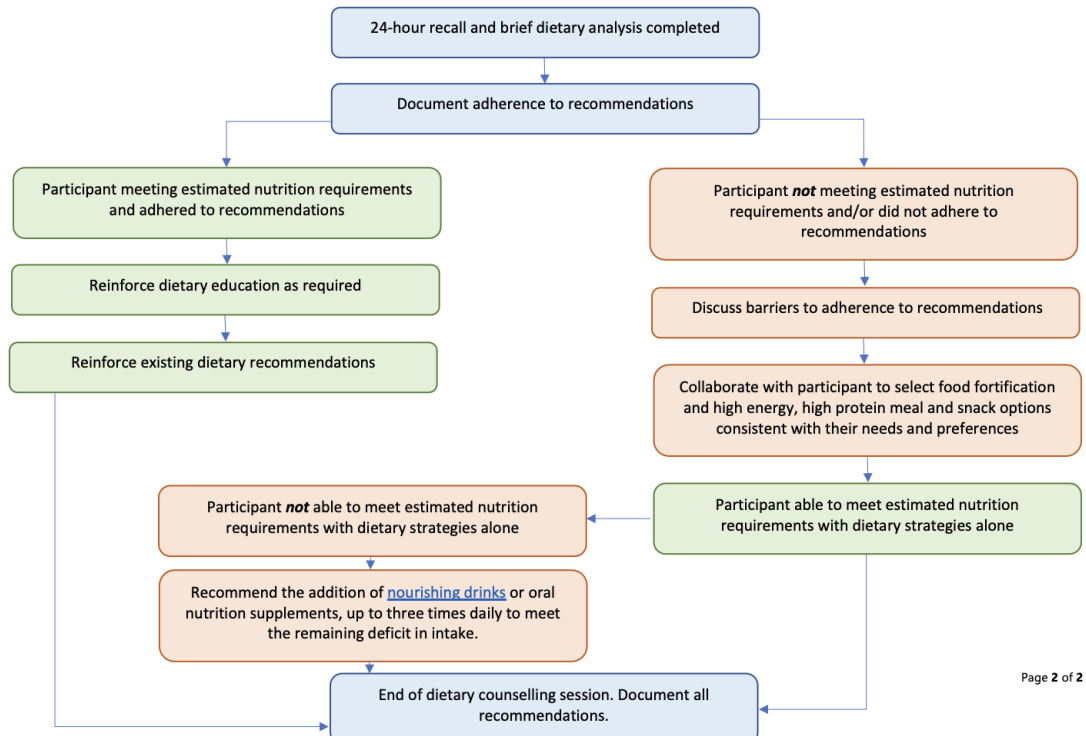 24-hour recall and brief dietary analysis completed
Document adherence to recommendations
Participant meeting estimated nutrition requirements
and adhered to recommendations
Reinforce dietary education as required
Reinforce existing dietary recommendations
Participant not meeting estimated nutrition
requirements and/or did not adhere to
recommendations
Discuss barriers to adherence to recommendations
Collaborate with participant to select food fortification
and high energy, high protein meal and snack options
consistent with their needs and preferences
Participant able to meet estimated nutrition
requirements with dietary strategies alone
Participant not able to meet estimated nutrition
requirements with dietary strategies alone
Recommend the addition of nourishing drinks or oral
nutrition supplements, up to three times daily to meet
the remaining deficit in intake.
End of dietary counselling session. Document all
recommendations.
Page 2 of 2